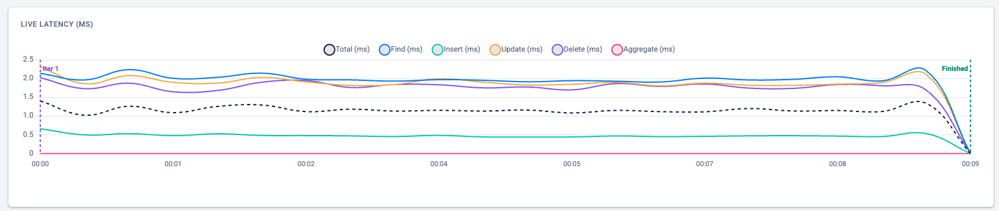 LIVE LATENCY (MS)
Total (ms) Find (ms) Insert (ms) Update (ms) Delete (ms) Aggregate (ms)
2.5
Iter 1 Finished
2.0
1.5
1.0
0.5
0
00:00 00:01 00:02 00:04 00:05 00:07 00:08 00:09